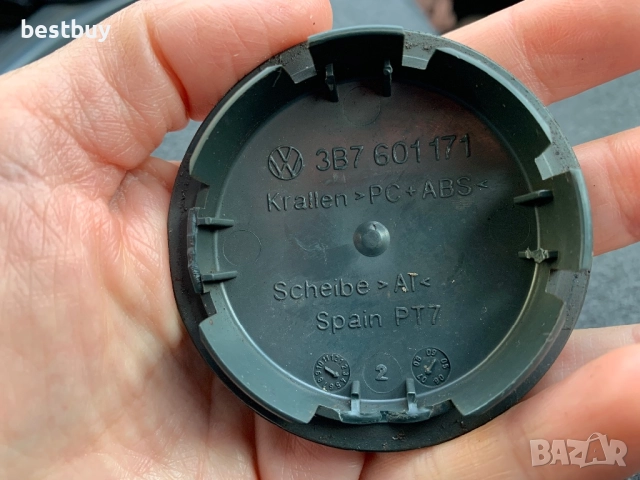 bestbuy
3B7 601 171
Krallen >PC+ABS<
Scheibe >AT<
Spain PT7
2
BAZAR